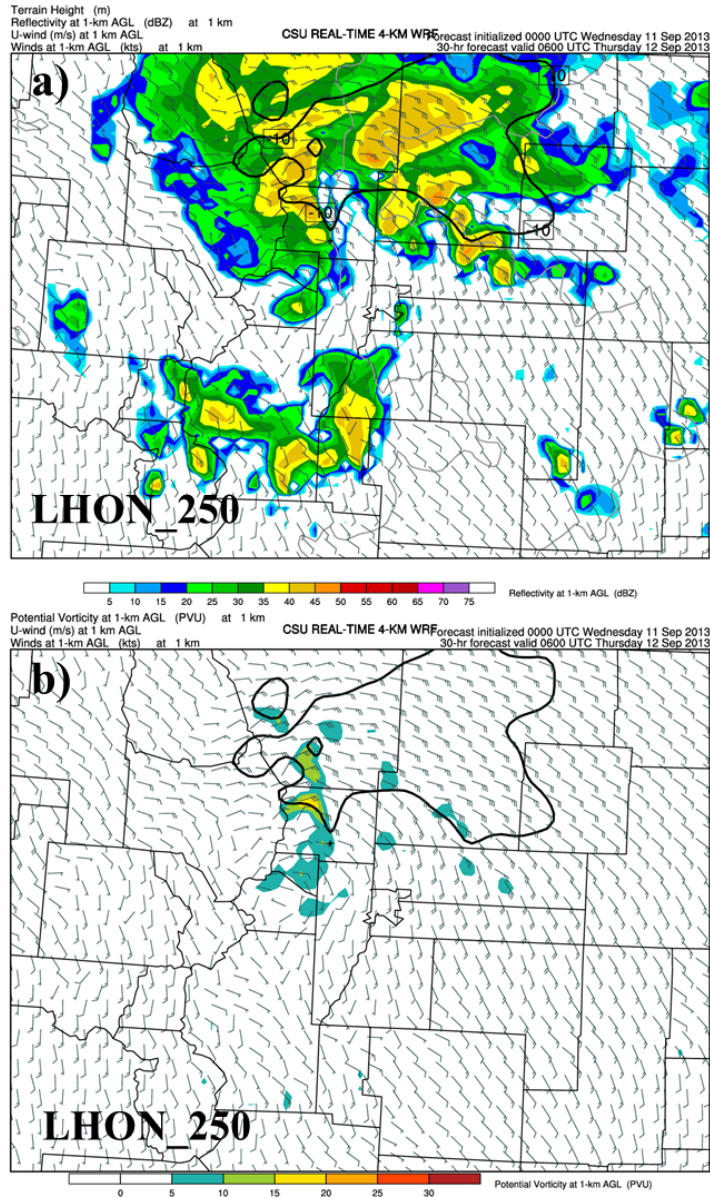 Terrain Height (m)
Reflectivity at 1-km AGL (dBZ) at 1 km
U-wind (m/s) at 1 km AGL
Winds at 1-km AGL (kts) at 1 km
CSU REAL-TIME 4-KM WRF
Forecast initialized 0000 UTC Wednesday 11 Sep 2013
30-hr forecast valid 0600 UTC Thursday 12 Sep 2013
a)
-10
-10
-10
-10
LHON_250
5 10 15 20 25 30 35 40 45 50 55 60 65 70 75
Reflectivity at 1-km AGL (dBZ)
Potential Vorticity at 1-km AGL (PVU) at 1 km
U-wind (m/s) at 1 km AGL
Winds at 1-km AGL (kts) at 1 km
CSU REAL-TIME 4-KM WRF
Forecast initialized 0000 UTC Wednesday 11 Sep 2013
30-hr forecast valid 0600 UTC Thursday 12 Sep 2013
b)
LHON_250
0 5 10 15 20 25 30
Potential Vorticity at 1-km AGL (PVU)